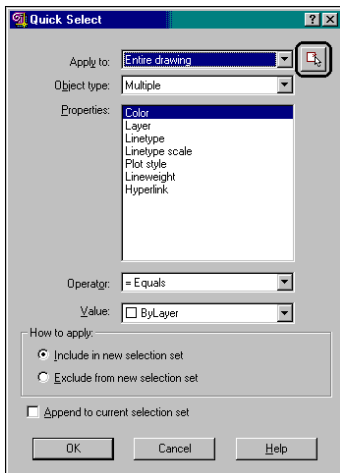 Quick Select
Apply to: Entire drawing
Object type: Multiple
Properties: Color
Layer
Linetype
Linetype scale
Plot style
Lineweight
Hyperlink
Operator: = Equals
Value: ByLayer
How to apply:
Include in new selection set
Exclude from new selection set
Append to current selection set
OK Cancel Help